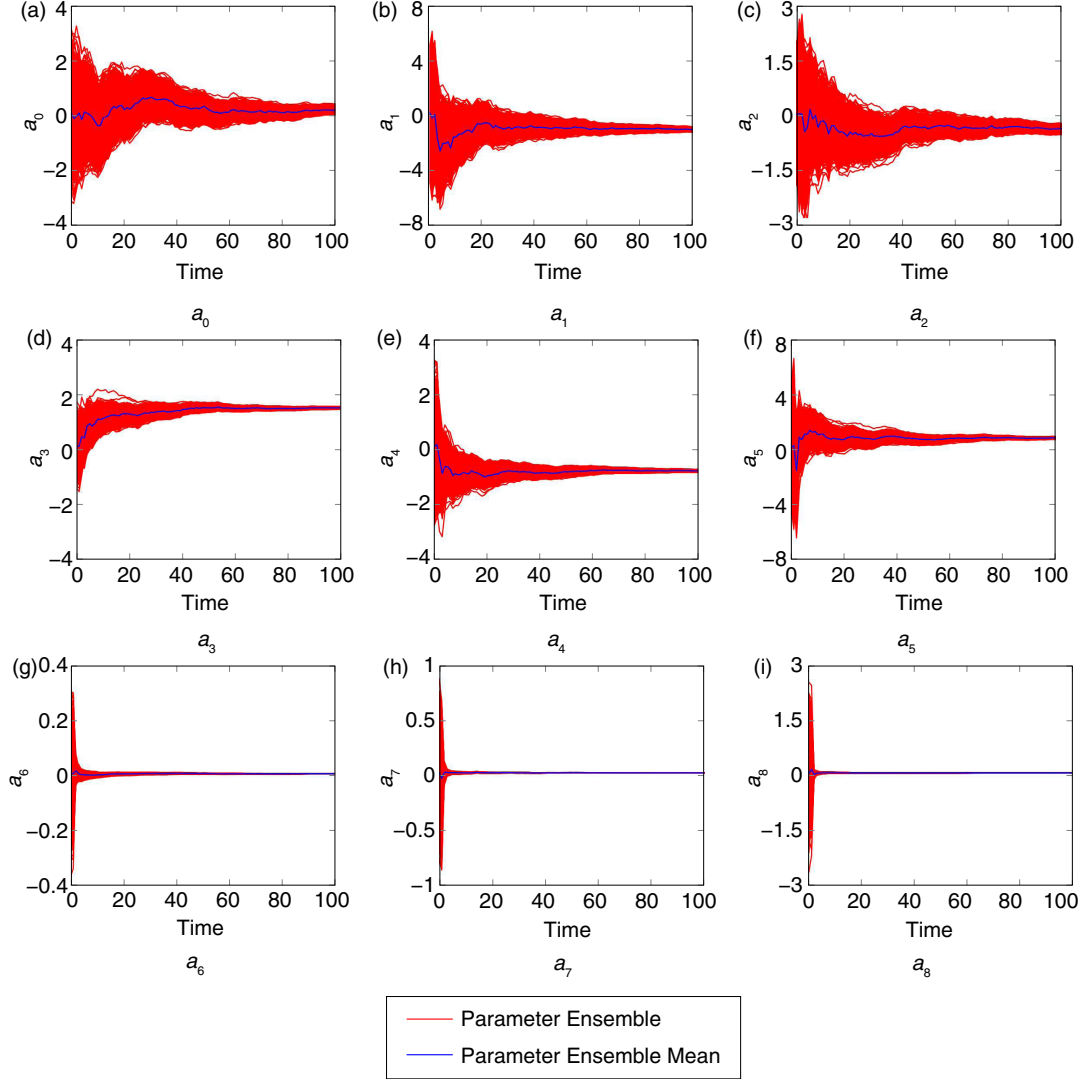 (a) (b) (c)
4 8 3
2 4 1.5
0 0 0
−2 −4 −1.5
−4 −8 −3
a0 a1 a2
0 20 40 60 80 100 0 20 40 60 80 100 0 20 40 60 80 100
Time Time Time
a0 a1 a2
(d) (e) (f)
4 4 8
2 2 4
0 0 0
−2 −2 −4
−4 −4 −8
a3 a4 a5
0 20 40 60 80 100 0 20 40 60 80 100 0 20 40 60 80 100
Time Time Time
a3 a4 a5
(g) (h) (i)
0.4 1 3
0.2 0.5 1.5
0 0 0
−0.2 −0.5 −1.5
−0.4 −1 −3
a6 a7 a8
0 20 40 60 80 100 0 20 40 60 80 100 0 20 40 60 80 100
Time Time Time
a6 a7 a8
Parameter Ensemble
Parameter Ensemble Mean